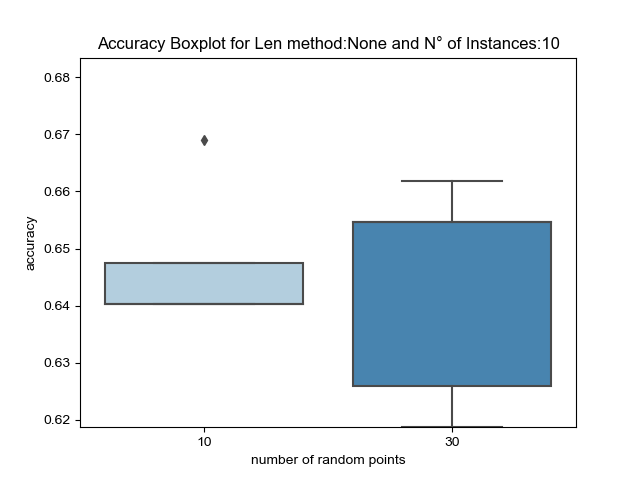 Accuracy Boxplot for Len method:None and N° of Instances:10
0.68
0.67
0.66
0.65
0.64
0.63
0.62
accuracy
10 30
number of random points